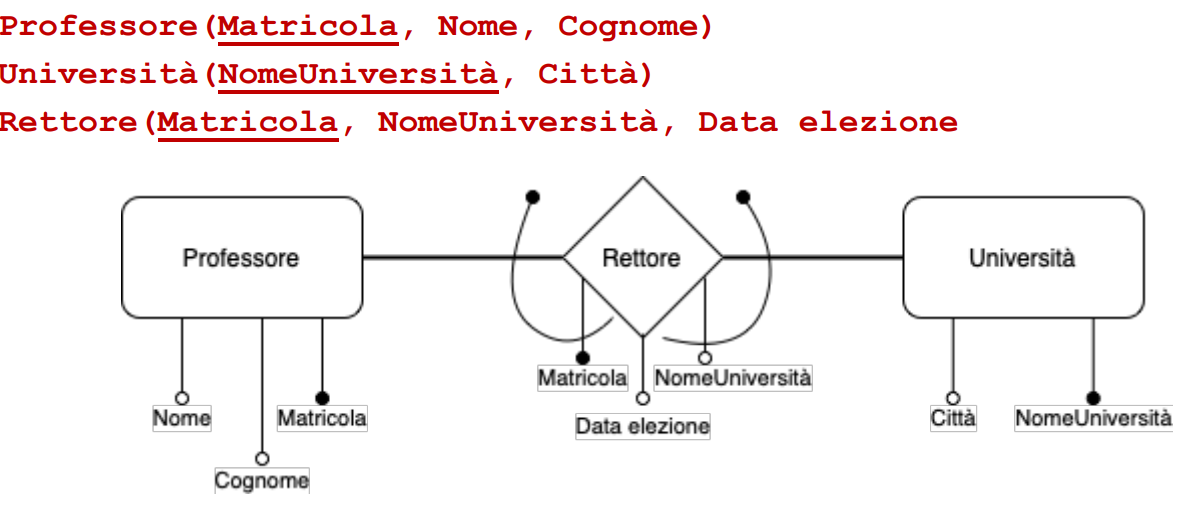 Professore(Matricola, Nome, Cognome)
Università(NomeUniversità, Città)
Rettore(Matricola, NomeUniversità, Data elezione
Professore
Rettore
Università
Matricola
NomeUniversità
Nome
Matricola
Data elezione
Città
NomeUniversità
Cognome